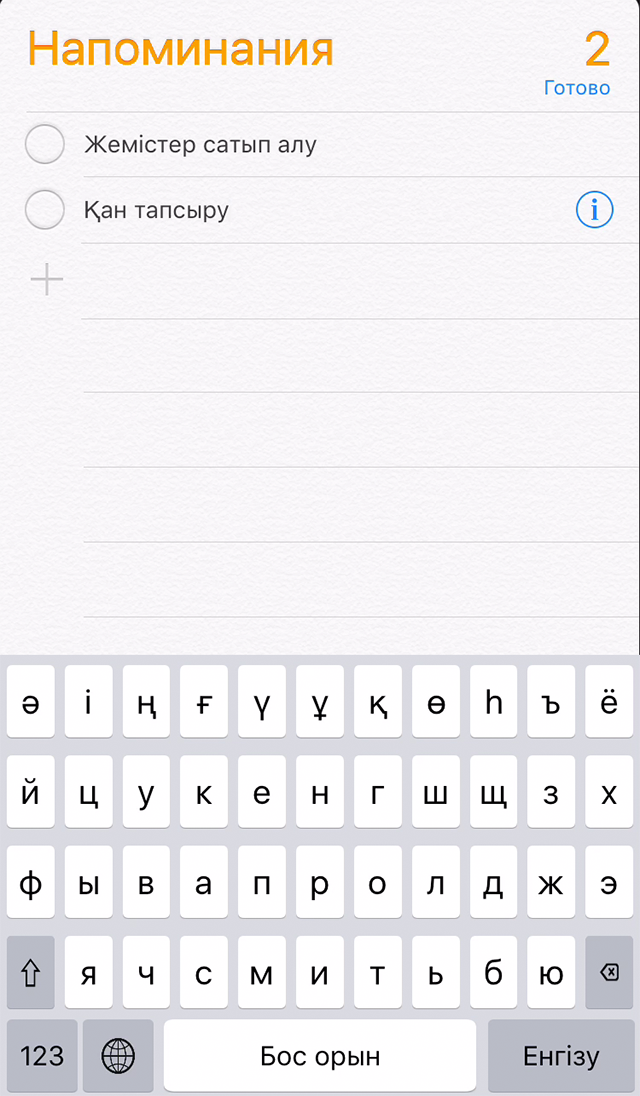 Напоминания 2
Готово
Жемістер сатып алу
Қан тапсыру
ә і ң ғ ү ұ қ ө һ ъ ё
й ц у к е н г ш щ з х
ф ы в а п р о л д ж э
я ч с м и т ь б ю
123 Бос орын Енгізу